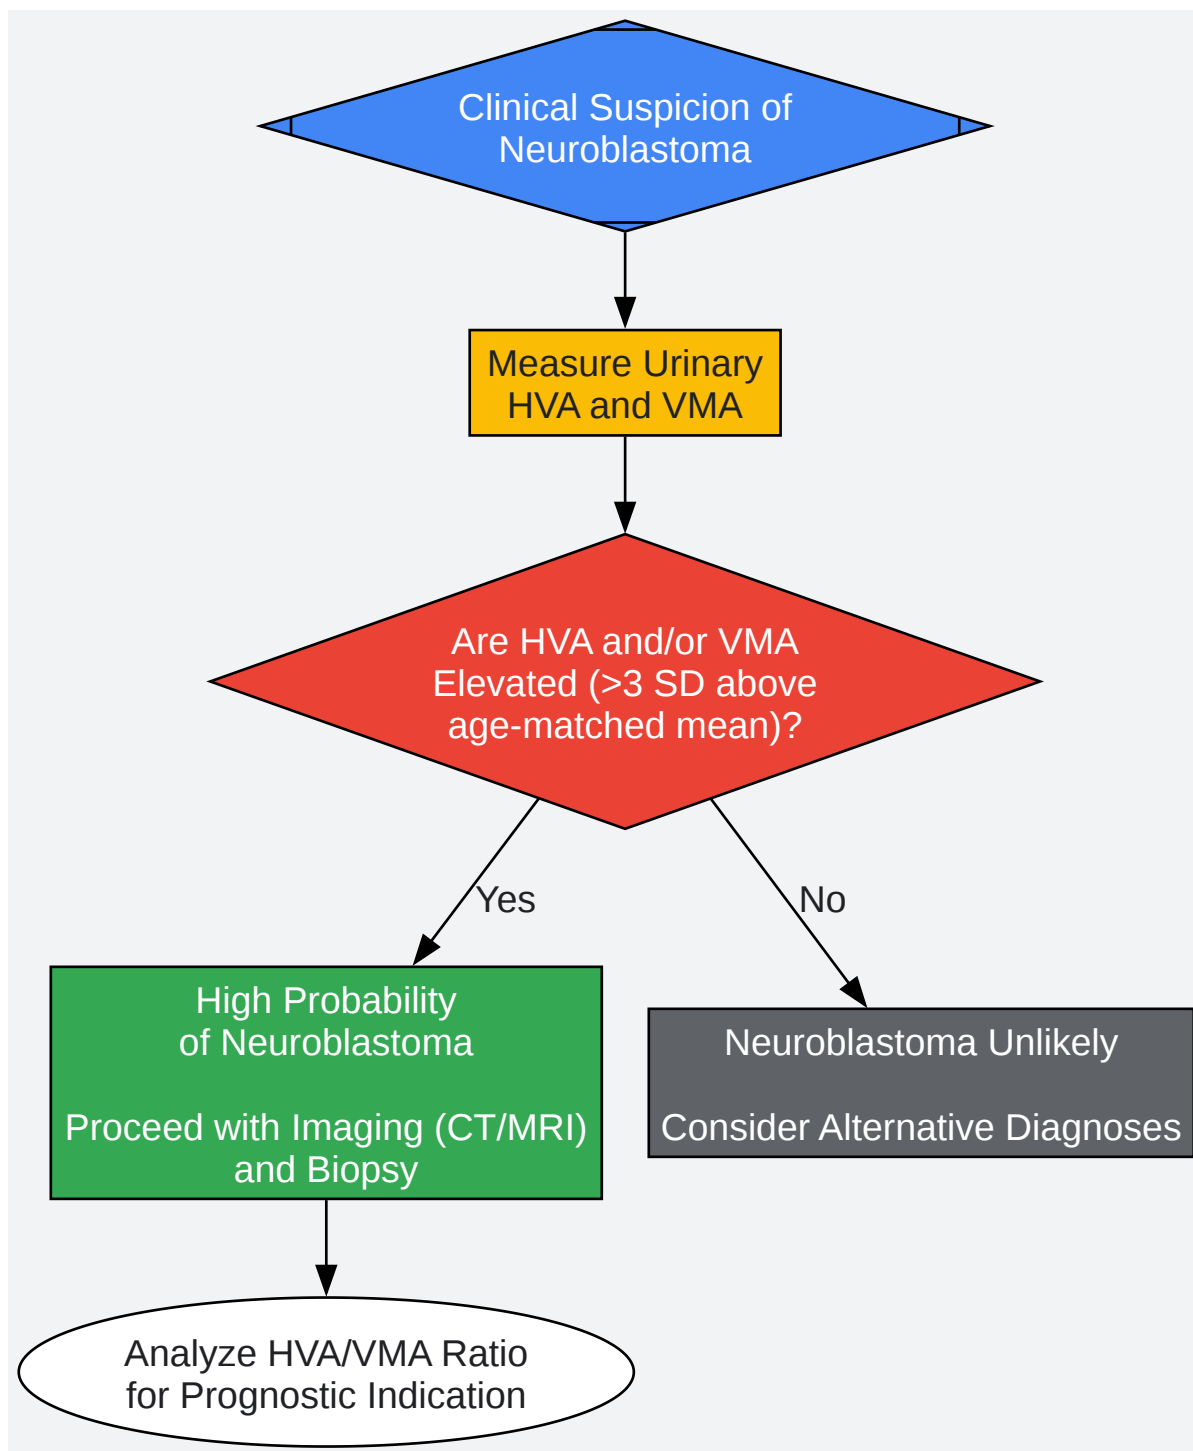 Clinical Suspicion of
Neuroblastoma
Measure Urinary
HVA and VMA
Are HVA and/or VMA
Elevated (>3 SD above
age-matched mean)?
Yes
No
High Probability
of Neuroblastoma
Proceed with Imaging (CT/MRI)
and Biopsy
Neuroblastoma Unlikely
Consider Alternative Diagnoses
Analyze HVA/VMA Ratio
for Prognostic Indication